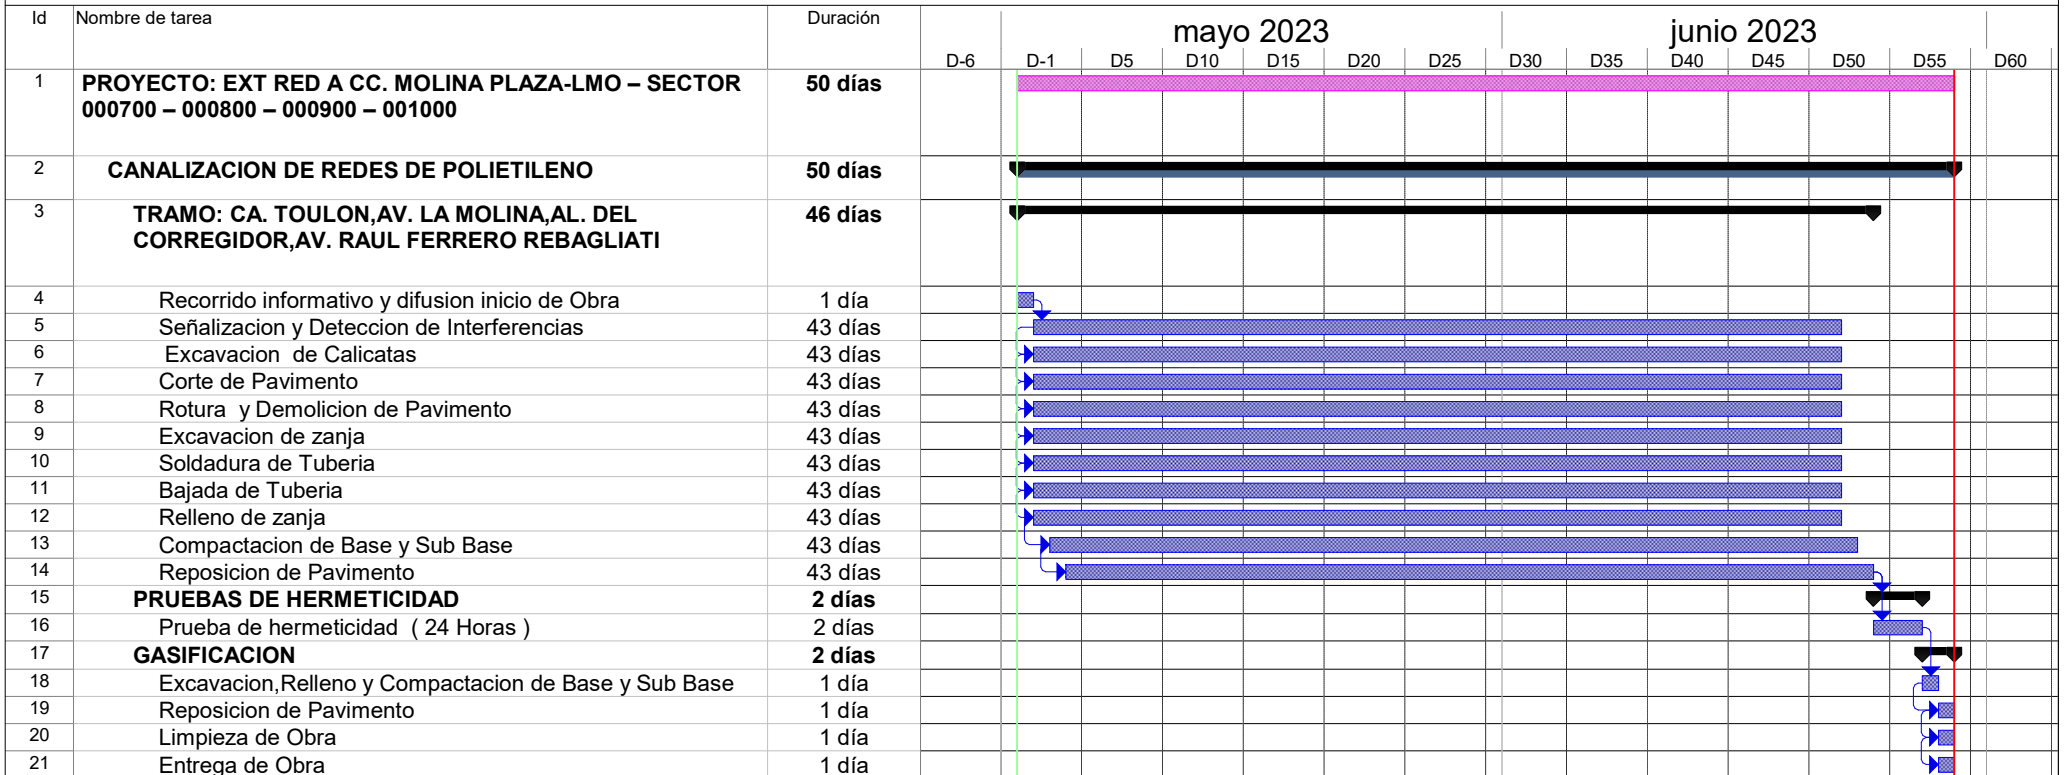 Id Nombre de tarea Duración mayo 2023 junio 2023
D-6 D-1 D5 D10 D15 D20 D25 D30 D35 D40 D45 D50 D55 D60
1 PROYECTO: EXT RED A CC. MOLINA PLAZA-LMO – SECTOR 50 días
000700 – 000800 – 000900 – 001000
2 CANALIZACION DE REDES DE POLIETILENO 50 días
3 TRAMO: CA. TOULON,AV. LA MOLINA,AL. DEL 46 días
CORREGIDOR,AV. RAUL FERRERO REBAGLIATI
4 Recorrido informativo y difusion inicio de Obra 1 día
5 Señalizacion y Deteccion de Interferencias 43 días
6 Excavacion de Calicatas 43 días
7 Corte de Pavimento 43 días
8 Rotura y Demolicion de Pavimento 43 días
9 Excavacion de zanja 43 días
10 Soldadura de Tuberia 43 días
11 Bajada de Tuberia 43 días
12 Relleno de zanja 43 días
13 Compactacion de Base y Sub Base 43 días
14 Reposicion de Pavimento 43 días
15 PRUEBAS DE HERMETICIDAD 2 días
16 Prueba de hermeticidad ( 24 Horas ) 2 días
17 GASIFICACION 2 días
18 Excavacion,Relleno y Compactacion de Base y Sub Base 1 día
19 Reposicion de Pavimento 1 día
20 Limpieza de Obra 1 día
21 Entrega de Obra 1 día